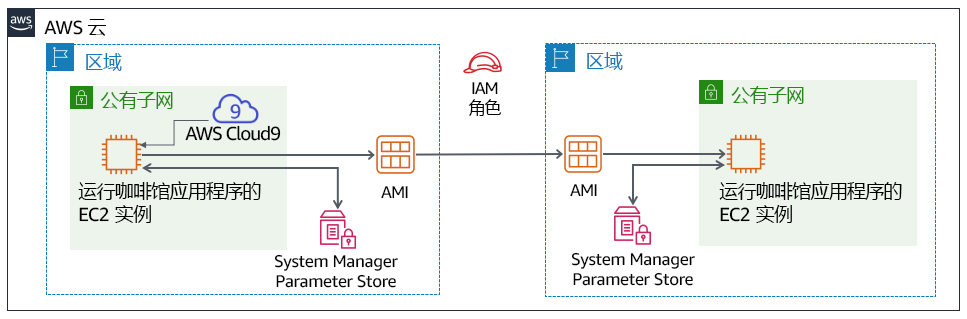 aws
AWS 云
区域
公有子网
9
AWS Cloud9
运行咖啡馆应用程序的
EC2 实例
AMI
System Manager
Parameter Store
IAM
角色
区域
公有子网
AMI
运行咖啡馆应用程序的
EC2 实例
System Manager
Parameter Store